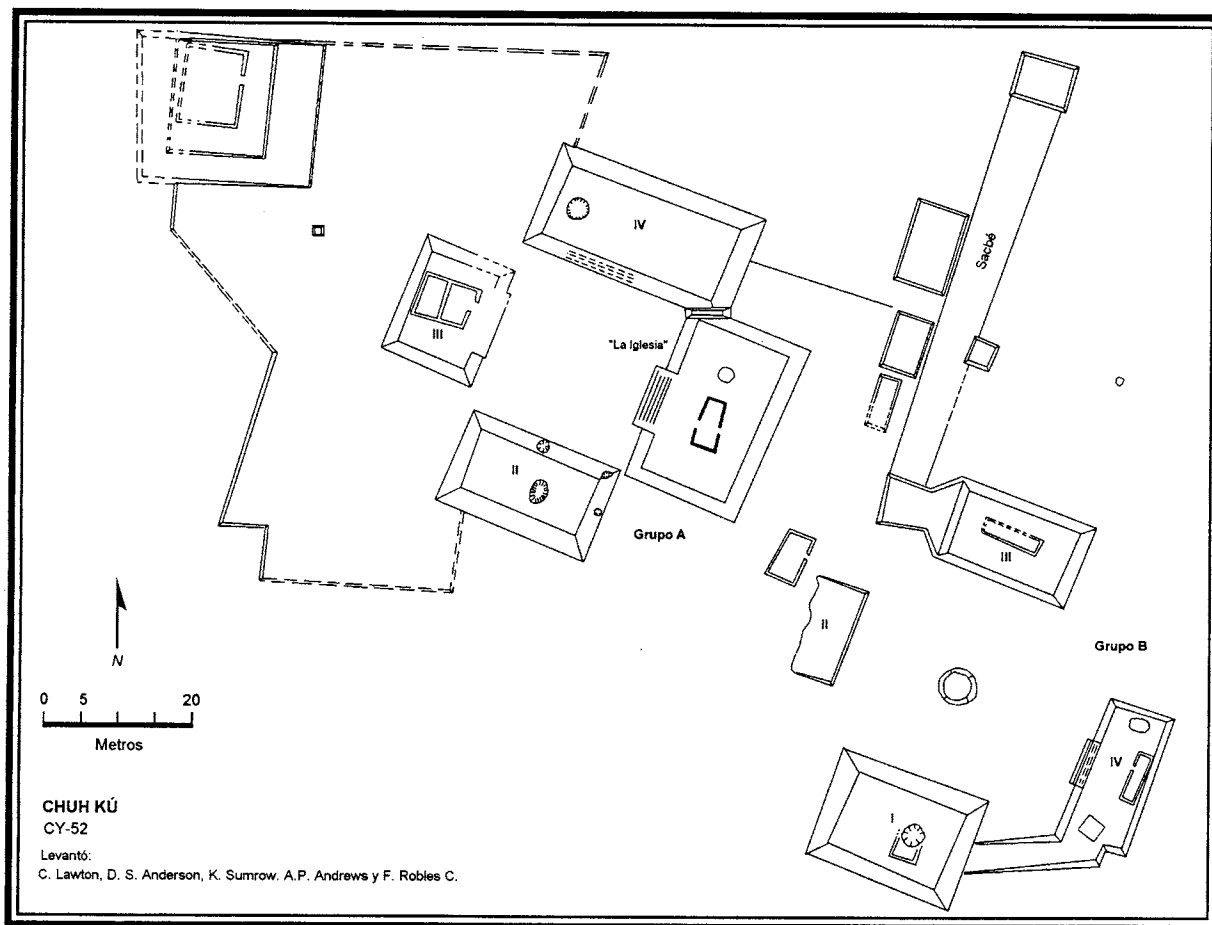 IV
Sacbé
III
"La Iglesia"
II
Grupo A
III
II
Grupo B
N
0 5 20
Metros
IV
I
CHUH KÚ
CY-52
Levantó:
C. Lawton, D. S. Anderson, K. Sumrow. A.P. Andrews y F. Robles C.